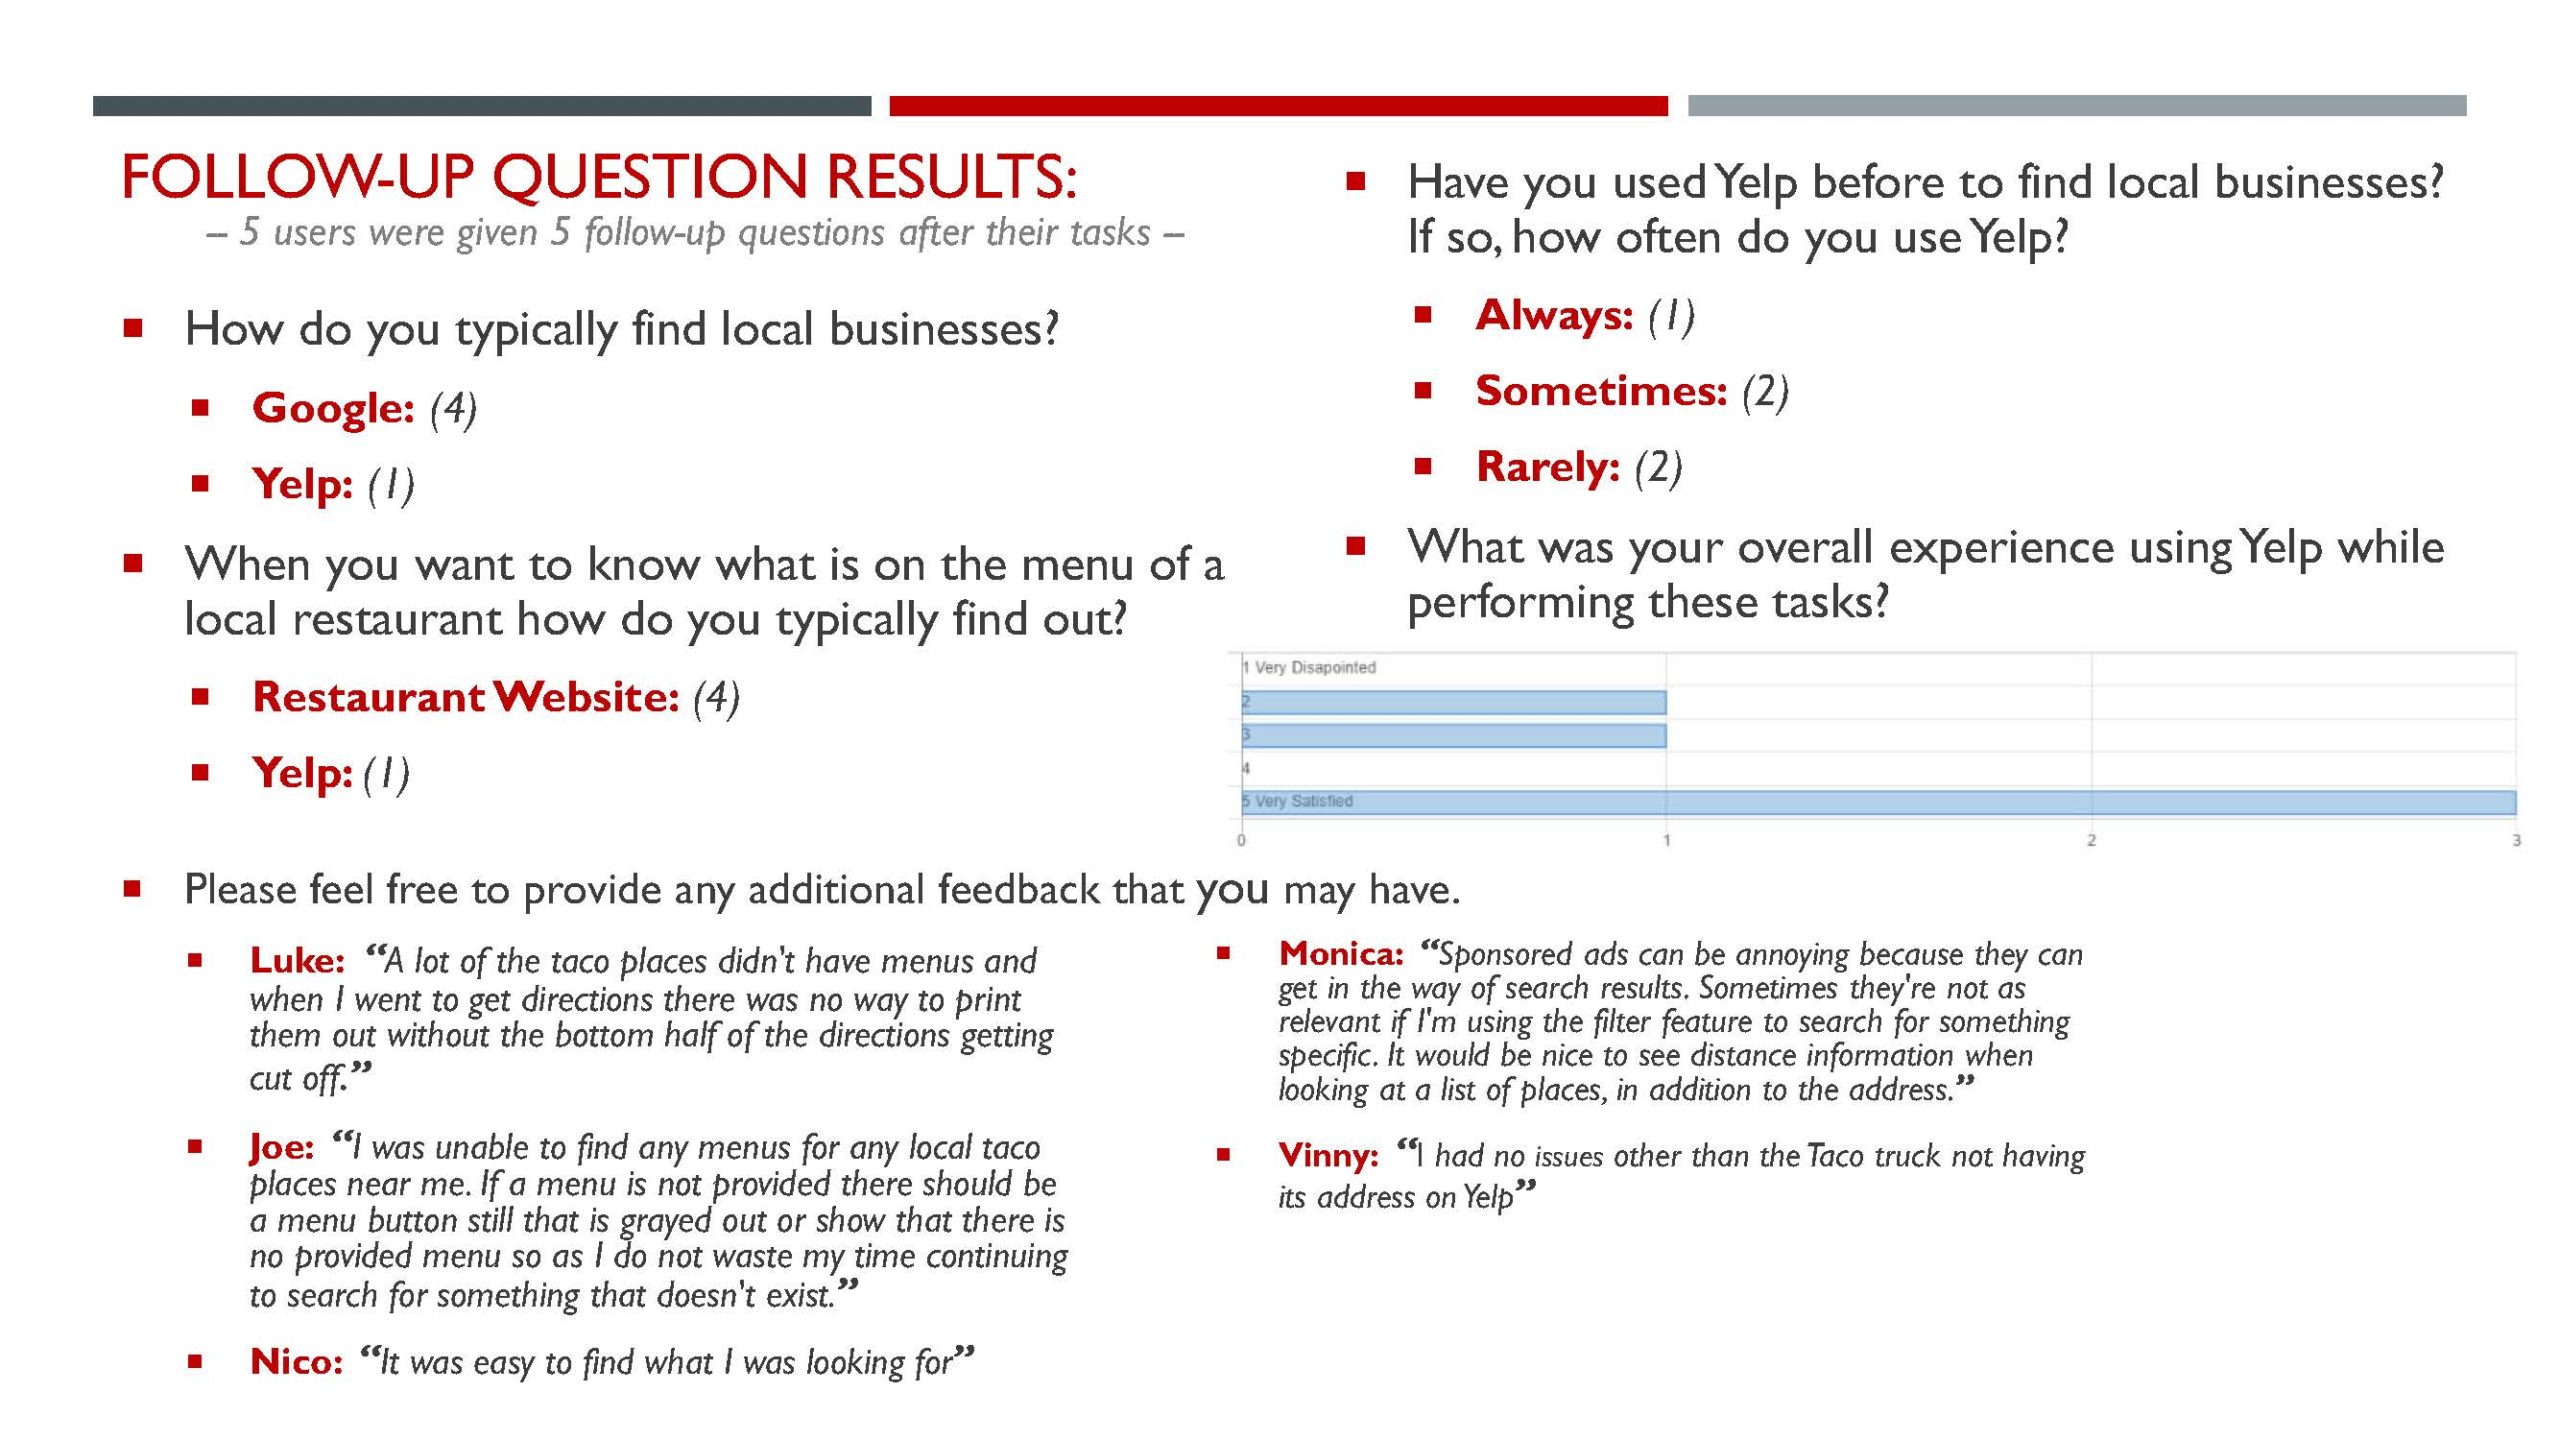 FOLLOW-UP QUESTION RESULTS:
– 5 users were given 5 follow-up questions after their tasks –
▪ How do you typically find local businesses?
▪ Google: (4)
▪ Yelp: (1)
▪ When you want to know what is on the menu of a
local restaurant how do you typically find out?
▪ Restaurant Website: (4)
▪ Yelp: (1)
▪ Have you used Yelp before to find local businesses?
If so, how often do you use Yelp?
▪ Always: (1)
▪ Sometimes: (2)
▪ Rarely: (2)
▪ What was your overall experience using Yelp while
performing these tasks?
1 Very Disapointed
2
3
4
5 Very Satisfied
0 1 2 3
▪ Please feel free to provide any additional feedback that you may have.
▪ Luke: “A lot of the taco places didn't have menus and
when I went to get directions there was no way to print
them out without the bottom half of the directions getting
cut off.”
▪ Joe: “I was unable to find any menus for any local taco
places near me. If a menu is not provided there should be
a menu button still that is grayed out or show that there is
no provided menu so as I do not waste my time continuing
to search for something that doesn't exist.”
▪ Nico: “It was easy to find what I was looking for”
▪ Monica: “Sponsored ads can be annoying because they can
get in the way of search results. Sometimes they're not as
relevant if I'm using the filter feature to search for something
specific. It would be nice to see distance information when
looking at a list of places, in addition to the address.”
▪ Vinny: “I had no issues other than the Taco truck not having
its address on Yelp”